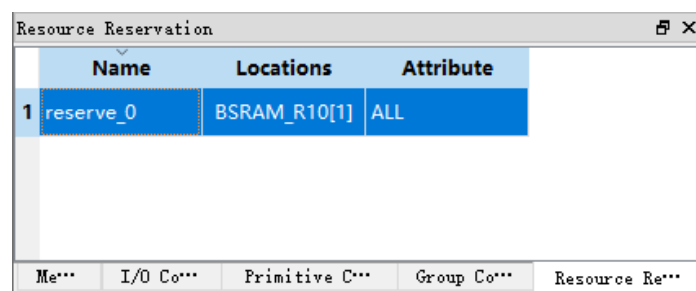 Resource Reservation
Name Locations Attribute
1 reserve_0 BSRAM_R10[1] ALL
Me··· I/O Co··· Primitive C··· Group Co··· Resource Re···